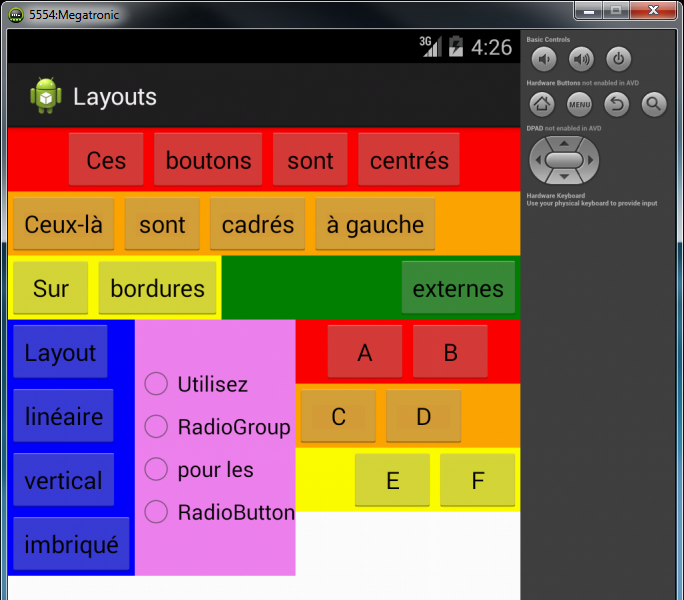 5554:Megatronic
3G 4:26
Layouts
Ces boutons sont centrés
Ceux-là sont cadrés à gauche
Sur bordures externes
Layout
linéaire
vertical
imbriqué
Utilisez
RadioGroup
pour les
RadioButton
A B
C D
E F
Basic Controls
Hardware Buttons not enabled in AVD
MENU
DPAD not enabled in AVD
Hardware Keyboard
Use your physical keyboard to provide input